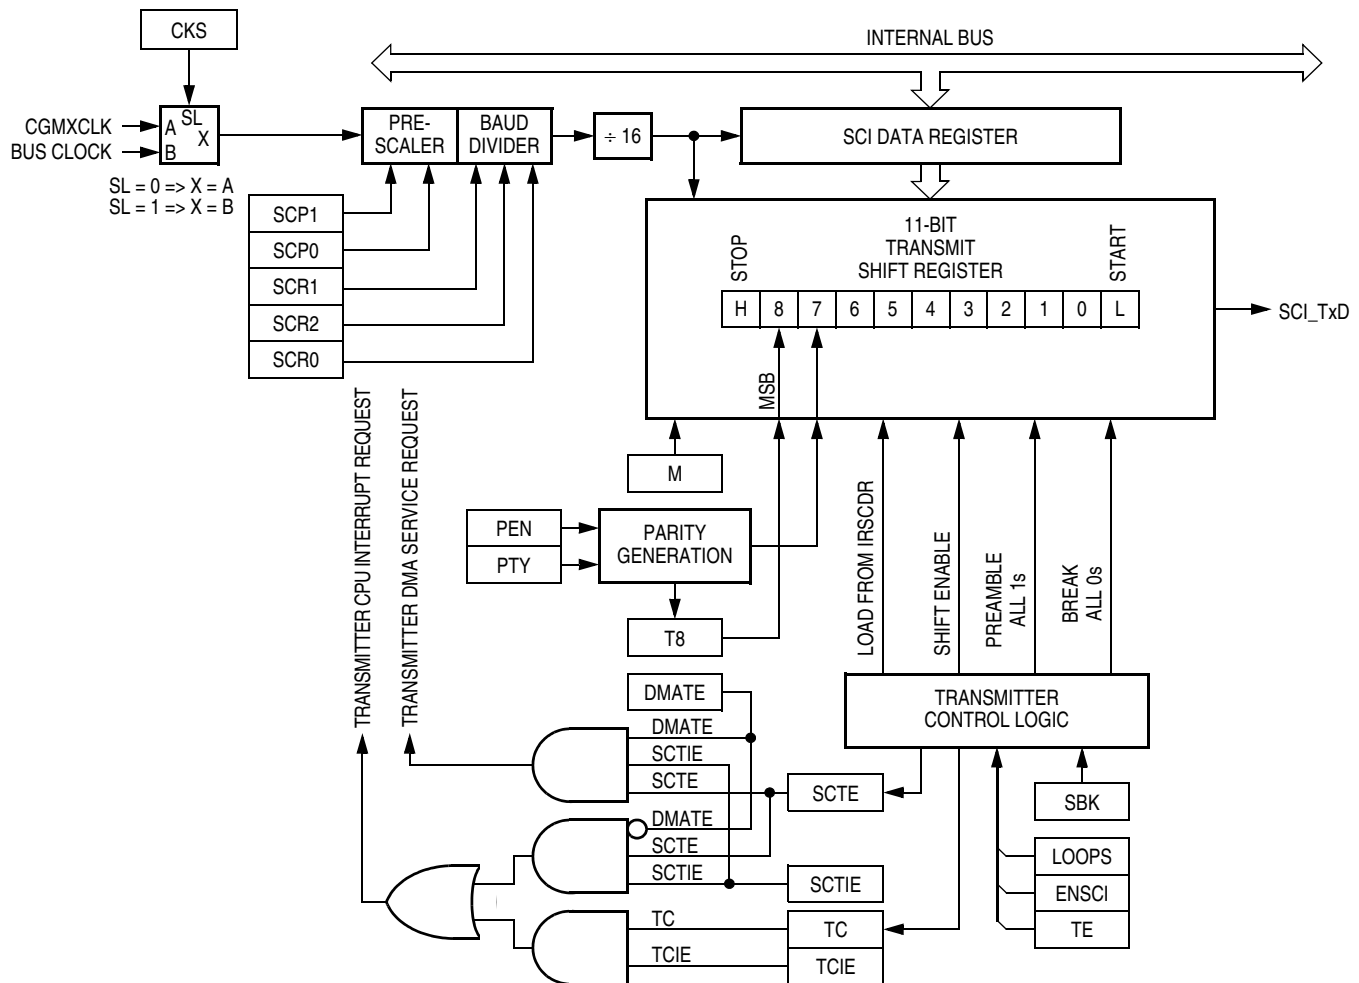 CKS
INTERNAL BUS
CGMXCLK
BUS CLOCK
A
SL
X
B
SL = 0 => X = A
SL = 1 => X = B
PRE-
SCALER
BAUD
DIVIDER
÷ 16
SCI DATA REGISTER
SCP1
SCP0
SCR1
SCR2
SCR0
11-BIT
TRANSMIT
SHIFT REGISTER
STOP
START
H 8 7 6 5 4 3 2 1 0 L
SCI_TxD
MSB
M
PEN
PTY
PARITY
GENERATION
T8
TRANSMITTER CPU INTERRUPT REQUEST
TRANSMITTER DMA SERVICE REQUEST
LOAD FROM IRSCDR
SHIFT ENABLE
PREAMBLE
ALL 1s
BREAK
ALL 0s
TRANSMITTER
CONTROL LOGIC
DMATE
DMATE
SCTIE
SCTE
SCTE
DMATE
SCTE
SCTIE
SCTIE
TC
TC
TCIE
TCIE
SBK
LOOPS
ENSCI
TE